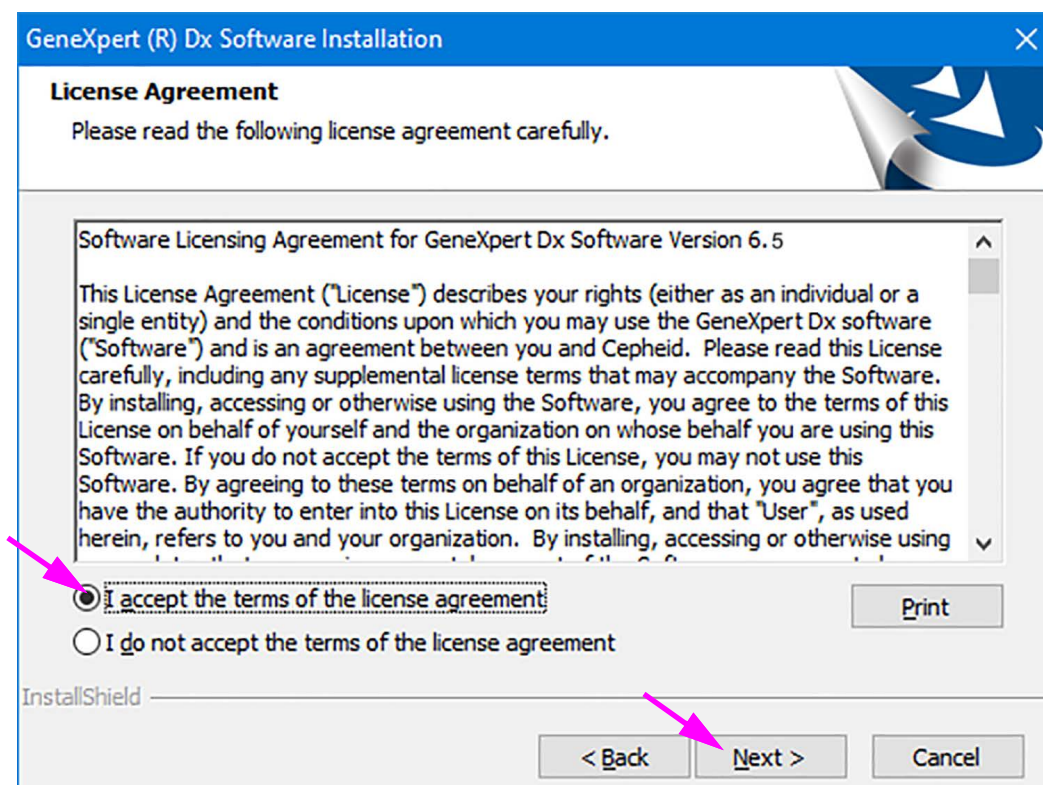 GeneXpert (R) Dx Software Installation
License Agreement
Please read the following license agreement carefully.
Software Licensing Agreement for GeneXpert Dx Software Version 6.5
This License Agreement ("License") describes your rights (either as an individual or a
single entity) and the conditions upon which you may use the GeneXpert Dx software
("Software") and is an agreement between you and Cepheid. Please read this License
carefully, including any supplemental license terms that may accompany the Software.
By installing, accessing or otherwise using the Software, you agree to the terms of this
License on behalf of yourself and the organization on whose behalf you are using this
Software. If you do not accept the terms of this License, you may not use this
Software. By agreeing to these terms on behalf of an organization, you agree that you
have the authority to enter into this License on its behalf, and that "User", as used
herein, refers to you and your organization. By installing, accessing or otherwise using
I accept the terms of the license agreement
Print
I do not accept the terms of the license agreement
InstallShield
< Back
Next >
Cancel